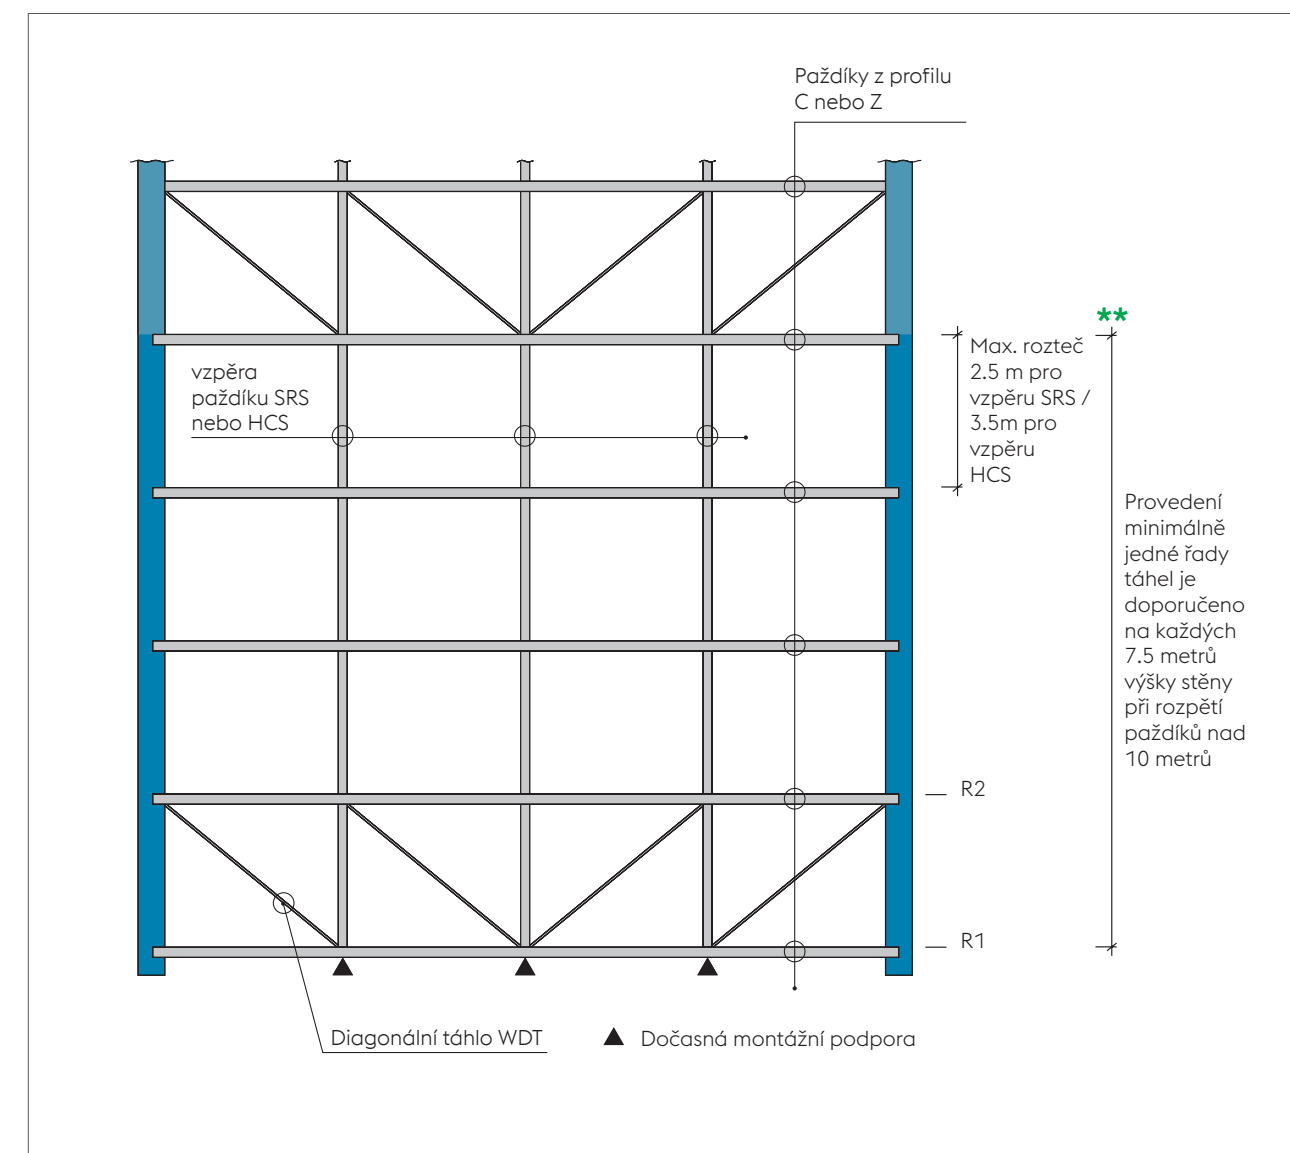 Paždíky z profilu
C nebo Z
**
vzpěra
paždíku SRS
nebo HCS
Max. rozteč
2.5 m pro
vzpěru SRS /
3.5m pro
vzpěru
HCS
Provedení
minimálně
jedné řady
táhel je
doporučeno
na každých
7.5 metrů
výšky stěny
při rozpětí
paždíků nad
10 metrů
R2
R1
Diagonální táhlo WDT
Dočasná montážní podpora